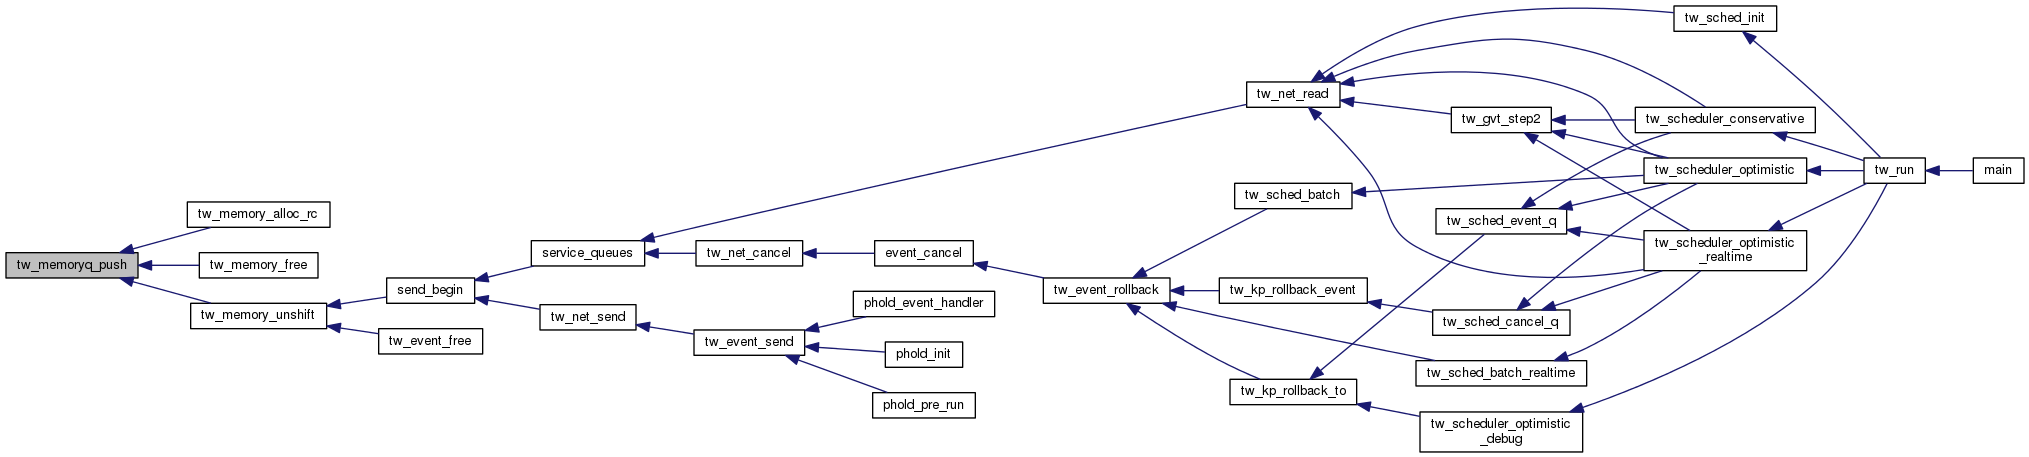 tw_memoryq_push
tw_memory_alloc_rc
tw_memory_free
tw_memory_unshift
send_begin
tw_event_free
service_queues
tw_net_send
tw_net_cancel
tw_event_send
event_cancel
phold_event_handler
phold_init
phold_pre_run
tw_event_rollback
tw_net_read
tw_sched_batch
tw_kp_rollback_event
tw_kp_rollback_to
tw_gvt_step2
tw_sched_event_q
tw_sched_cancel_q
tw_sched_batch_realtime
tw_scheduler_optimistic
_debug
tw_sched_init
tw_scheduler_conservative
tw_scheduler_optimistic
tw_scheduler_optimistic
_realtime
tw_run
main